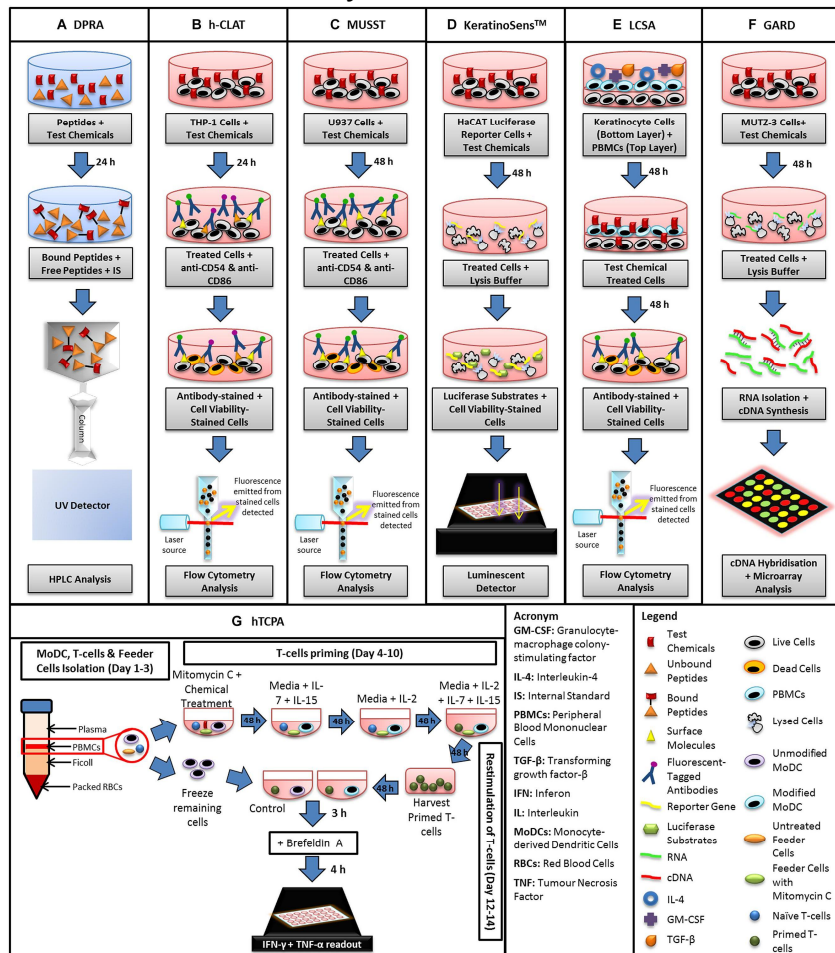 A DPRA
Peptides +
Test Chemicals
24 h
Bound Peptides +
Free Peptides + IS
Column
UV Detector
HPLC Analysis
B h-CLAT
THP-1 Cells +
Test Chemicals
24 h
Treated Cells +
anti-CD54 & anti-
CD86
Antibody-stained +
Cell Viability-
Stained Cells
Fluorescence
emitted from
stained cells
detected
Laser
source
Flow Cytometry
Analysis
C MUSST
U937 Cells +
Test Chemicals
48 h
Treated Cells +
anti-CD54 & anti-
CD86
Antibody-stained +
Cell Viability-
Stained Cells
Fluorescence
emitted from
stained cells
detected
Laser
source
Flow Cytometry
Analysis
D KeratinoSens™
HaCAT Luciferase
Reporter Cells +
Test Chemicals
48 h
Treated Cells +
Lysis Buffer
Luciferase Substrates +
Cell Viability-Stained
Cells
Luminescent
Detector
E LCSA
Keratinocyte Cells
(Bottom Layer) +
PBMCs (Top Layer)
48 h
Test Chemical
Treated Cells
48 h
Antibody-stained +
Cell Viability-
Stained Cells
Fluorescence
emitted from
stained cells
detected
Laser
source
Flow Cytometry
Analysis
F GARD
MUTZ-3 Cells+
Test Chemicals
48 h
Treated Cells +
Lysis Buffer
RNA Isolation +
cDNA Synthesis
cDNA Hybridisation
+ Microarray
Analysis
G hTCPA
MoDC, T-cells & Feeder
Cells Isolation (Day 1-3)
T-cells priming (Day 4-10)
Plasma
PBMCs
Ficoll
Packed RBCs
Mitomycin C +
Chemical
Treatment
48 h
Media + IL-
7 + IL-15
48 h
Media + IL-2
48 h
Media + IL-2
+ IL-7 + IL-15
48 h
Harvest
Primed T-
cells
48 h
Freeze
remaining
cells
Control
3 h
+ Brefeldin A
4 h
IFN-γ + TNF-α readout
Restimulation of
T-cells (Day 12-
14)
Acronym
GM-CSF: Granulocyte-
macrophage colony-
stimulating factor
IL-4: Interleukin-4
IS: Internal Standard
PBMCs: Peripheral
Blood Mononuclear
Cells
TGF-β: Transforming
growth factor-β
IFN: Inferon
IL: Interleukin
MoDCs: Monocyte-
derived Dendritic Cells
RBCs: Red Blood Cells
TNF: Tumour Necrosis
Factor
Legend
Test
Chemicals
Unbound
Peptides
Bound
Peptides
Surface
Molecules
Fluorescent-
Tagged
Antibodies
Reporter Gene
Luciferase
Substrates
RNA
cDNA
IL-4
GM-CSF
TGF-β
Live Cells
Dead Cells
PBMCs
Lysed Cells
Unmodified
MoDC
Modified
MoDC
Untreated
Feeder
Cells
Feeder Cells
with
Mitomycin C
Naïve T-cells
Primed T-
cells